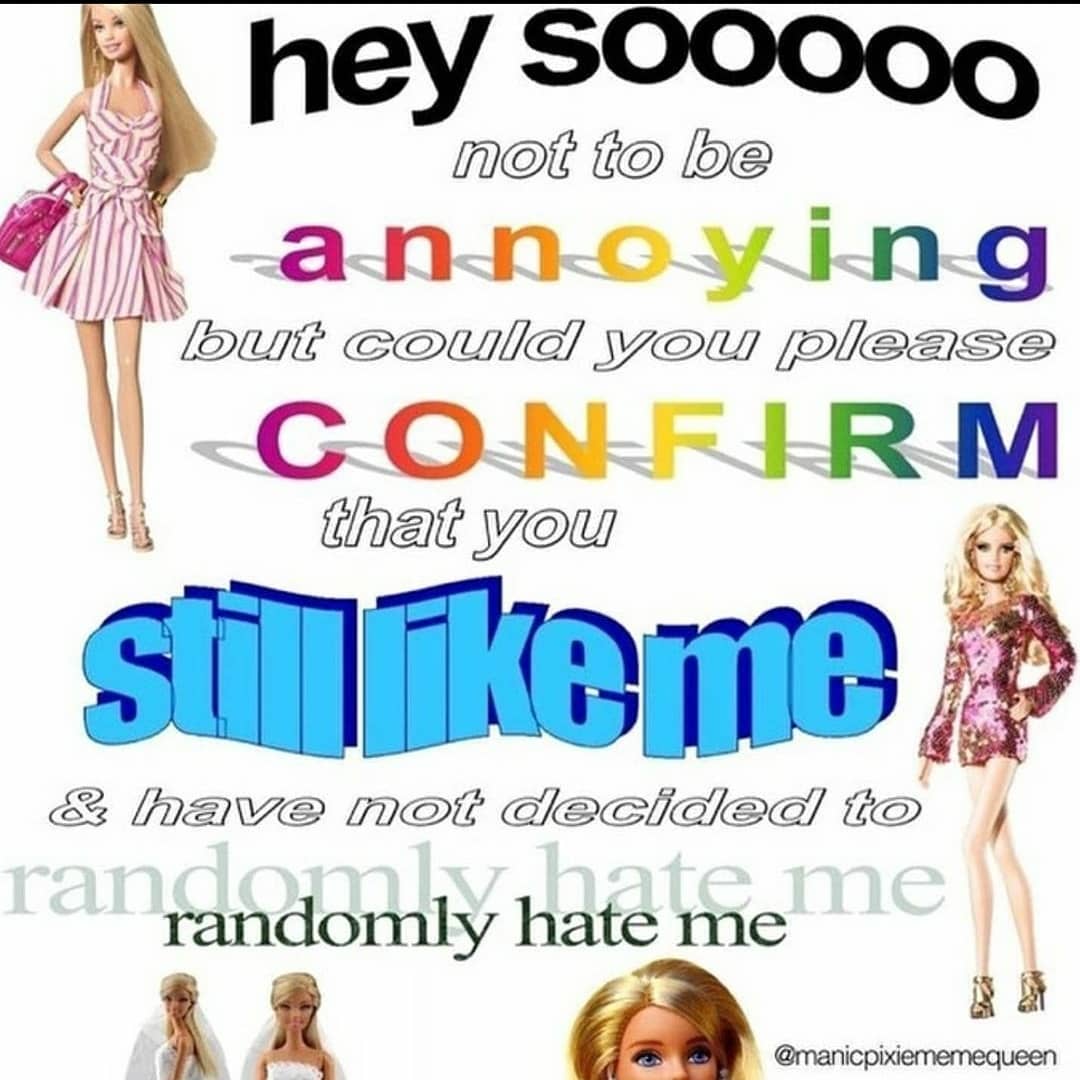 hey sooooo
not to be
annoying
but could you please
CONFIRM
that you
still like me
& have not decided to
randomly hate me
randomly hate me
@manicpixiememequeen